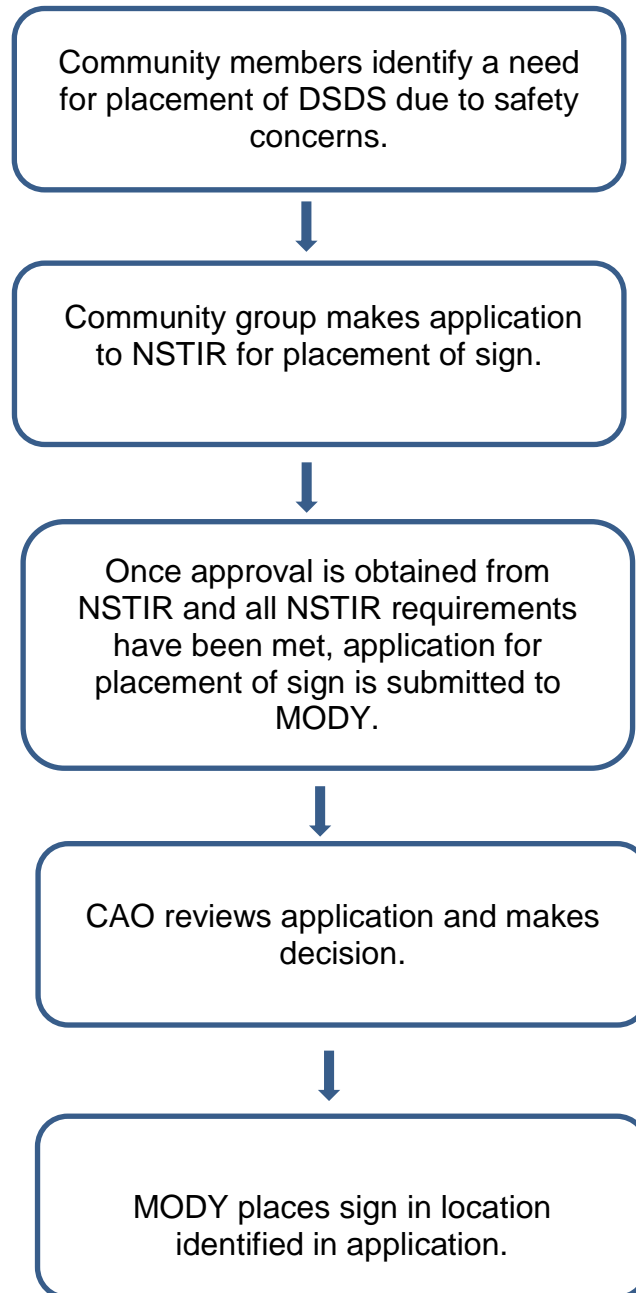 Community members identify a need
for placement of DSDS due to safety
concerns.
Community group makes application
to NSTIR for placement of sign.
Once approval is obtained from
NSTIR and all NSTIR requirements
have been met, application for
placement of sign is submitted to
MODY.
CAO reviews application and makes
decision.
MODY places sign in location
identified in application.